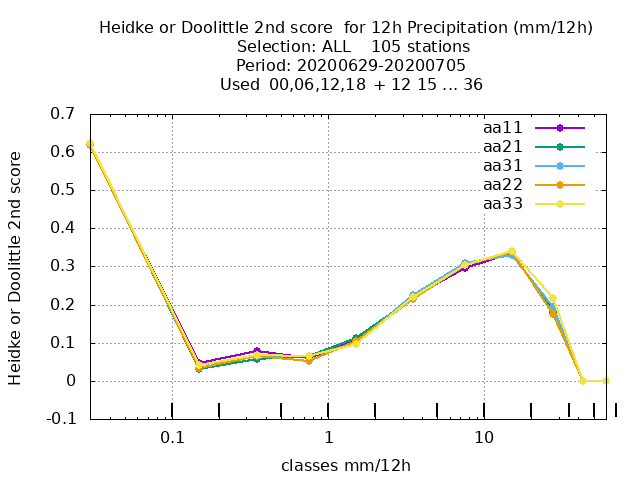 Heidke or Doolittle 2nd score  for 12h Precipitation (mm/12h)
Selection: ALL    105 stations
Period: 20200629-20200705
Used  00,06,12,18  + 12 15 ... 36
aa11
aa21
aa31
aa22
aa33
0.7
0.6
0.5
0.4
0.3
0.2
0.1
0
-0.1
Heidke or Doolittle 2nd score
0.1
1
10
classes mm/12h